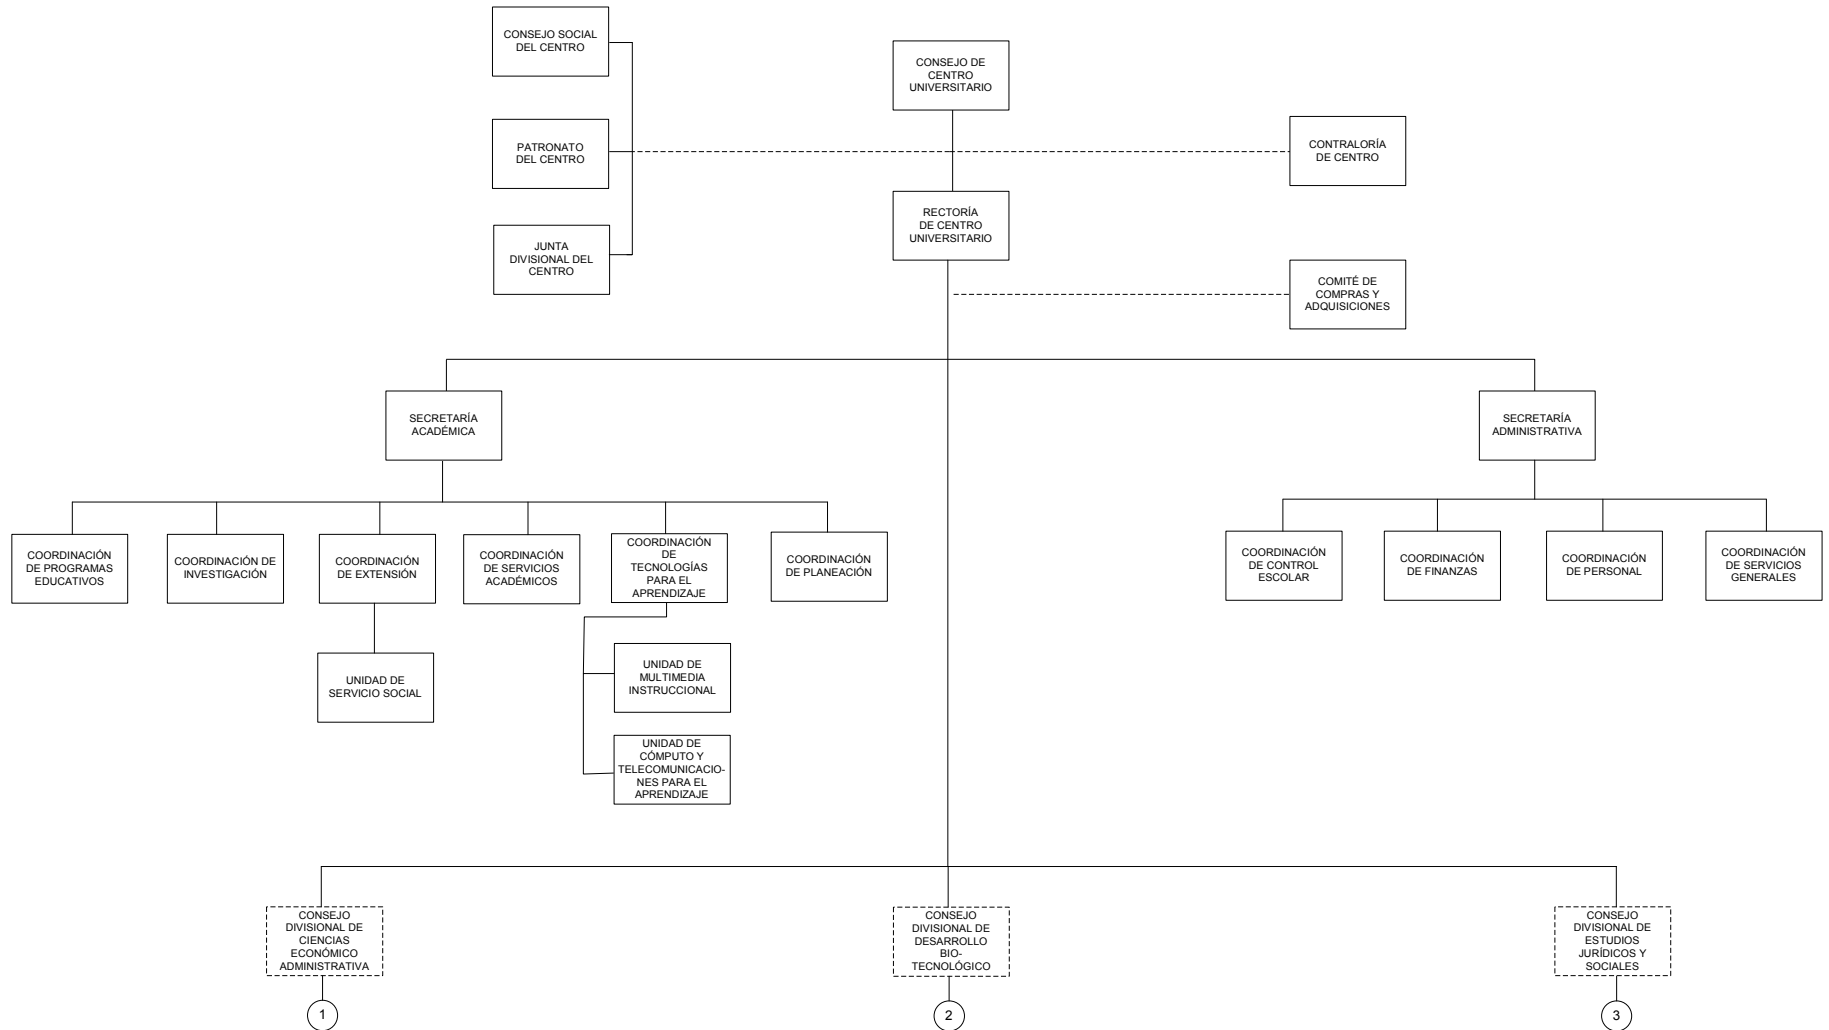 CONSEJO SOCIAL
DEL CENTRO
CONSEJO DE
CENTRO
UNIVERSITARIO
PATRONATO
DEL CENTRO
CONTRALORÍA
DE CENTRO
RECTORÍA
DE CENTRO
UNIVERSITARIO
JUNTA
DIVISIONAL DEL
CENTRO
COMITÉ DE
COMPRAS Y
ADQUISICIONES
SECRETARÍA
ACADÉMICA
SECRETARÍA
ADMINISTRATIVA
COORDINACIÓN
DE PROGRAMAS
EDUCATIVOS
COORDINACIÓN DE
INVESTIGACIÓN
COORDINACIÓN
DE EXTENSIÓN
COORDINACIÓN
DE SERVICIOS
ACADÉMICOS
COORDINACIÓN
DE
TECNOLOGÍAS
PARA EL
APRENDIZAJE
COORDINACIÓN
DE PLANEACIÓN
COORDINACIÓN
DE CONTROL
ESCOLAR
COORDINACIÓN
DE FINANZAS
COORDINACIÓN
DE PERSONAL
COORDINACIÓN
DE SERVICIOS
GENERALES
UNIDAD DE
SERVICIO SOCIAL
UNIDAD DE
MULTIMEDIA
INSTRUCCIONAL
UNIDAD DE
CÓMPUTO Y
TELECOMUNICACIO-
NES PARA EL
APRENDIZAJE
CONSEJO
DIVISIONAL DE
CIENCIAS
ECONÓMICO
ADMINISTRATIVA
CONSEJO
DIVISIONAL DE
DESARROLLO
BIO-
TECNOLÓGICO
CONSEJO
DIVISIONAL DE
ESTUDIOS
JURÍDICOS Y
SOCIALES
1
2
3